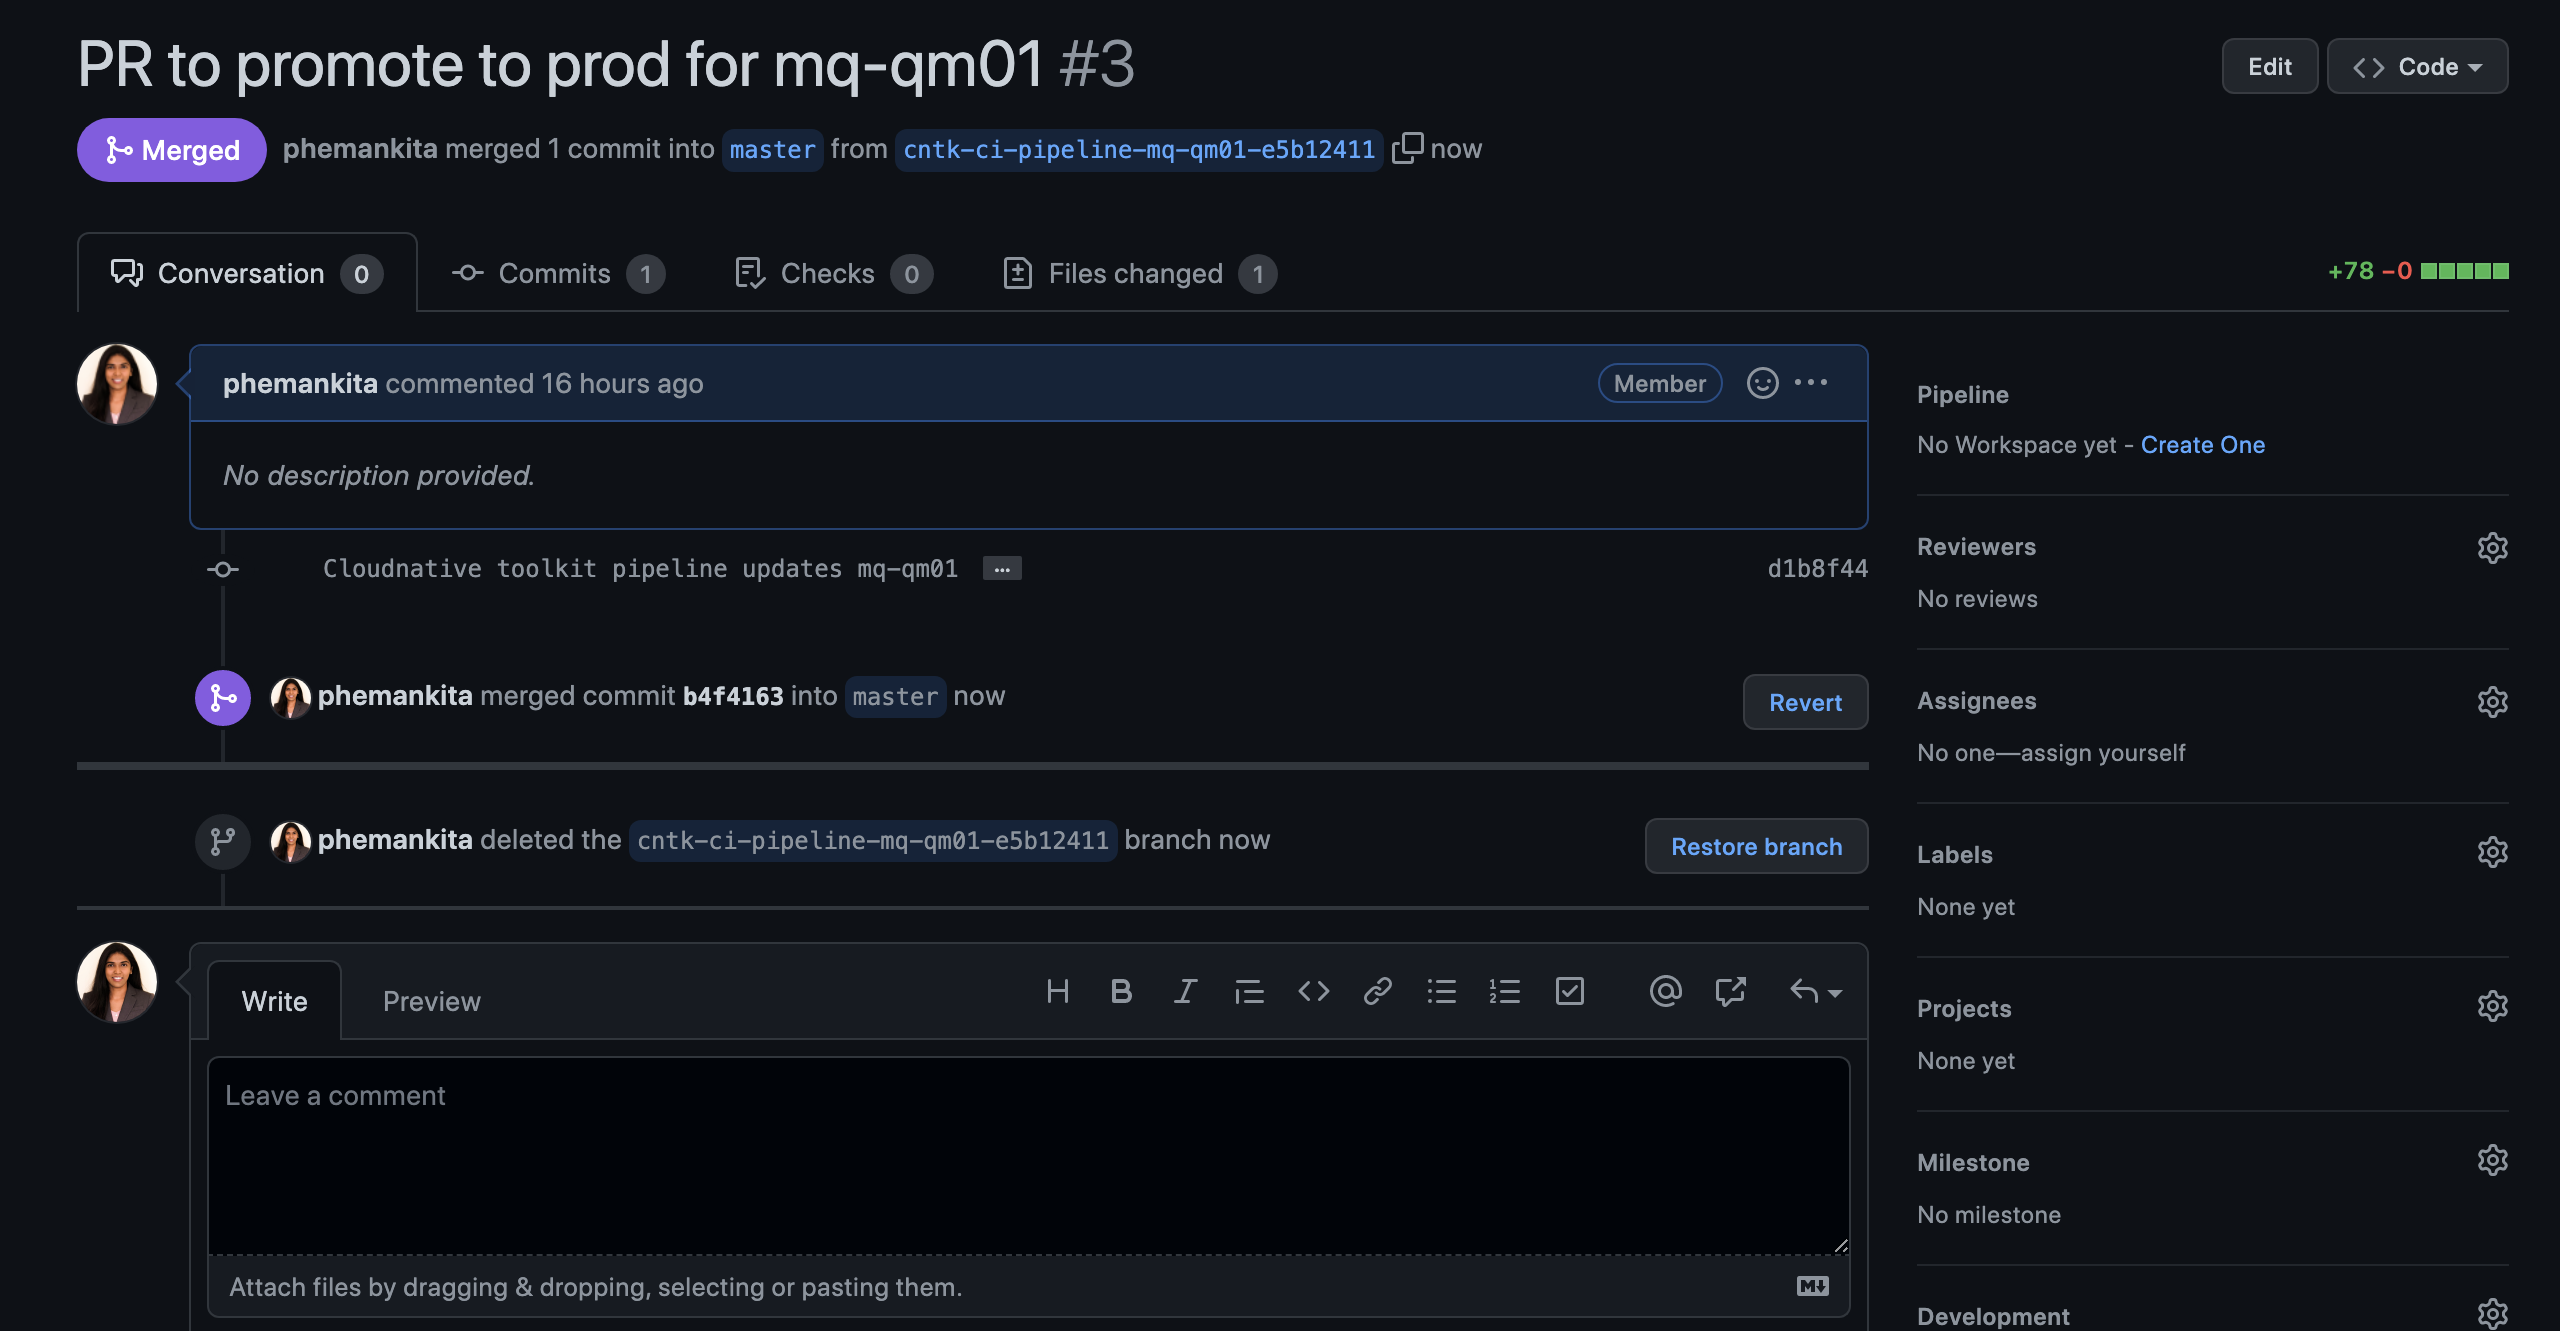 PR to promote to prod for mq-qm01 #3
Edit
Code
Merged
phemankita merged 1 commit into master from cntk-ci-pipeline-mq-qm01-e5b12411 now
Conversation 0
Commits 1
Checks 0
Files changed 1
+78 −0
phemankita commented 16 hours ago
Member
No description provided.
Cloudnative toolkit pipeline updates mq-qm01 …
d1b8f44
phemankita merged commit b4f4163 into master now
Revert
phemankita deleted the cntk-ci-pipeline-mq-qm01-e5b12411 branch now
Restore branch
Write
Preview
Leave a comment
Attach files by dragging & dropping, selecting or pasting them.
Pipeline
No Workspace yet - Create One
Reviewers
No reviews
Assignees
No one—assign yourself
Labels
None yet
Projects
None yet
Milestone
No milestone
Development